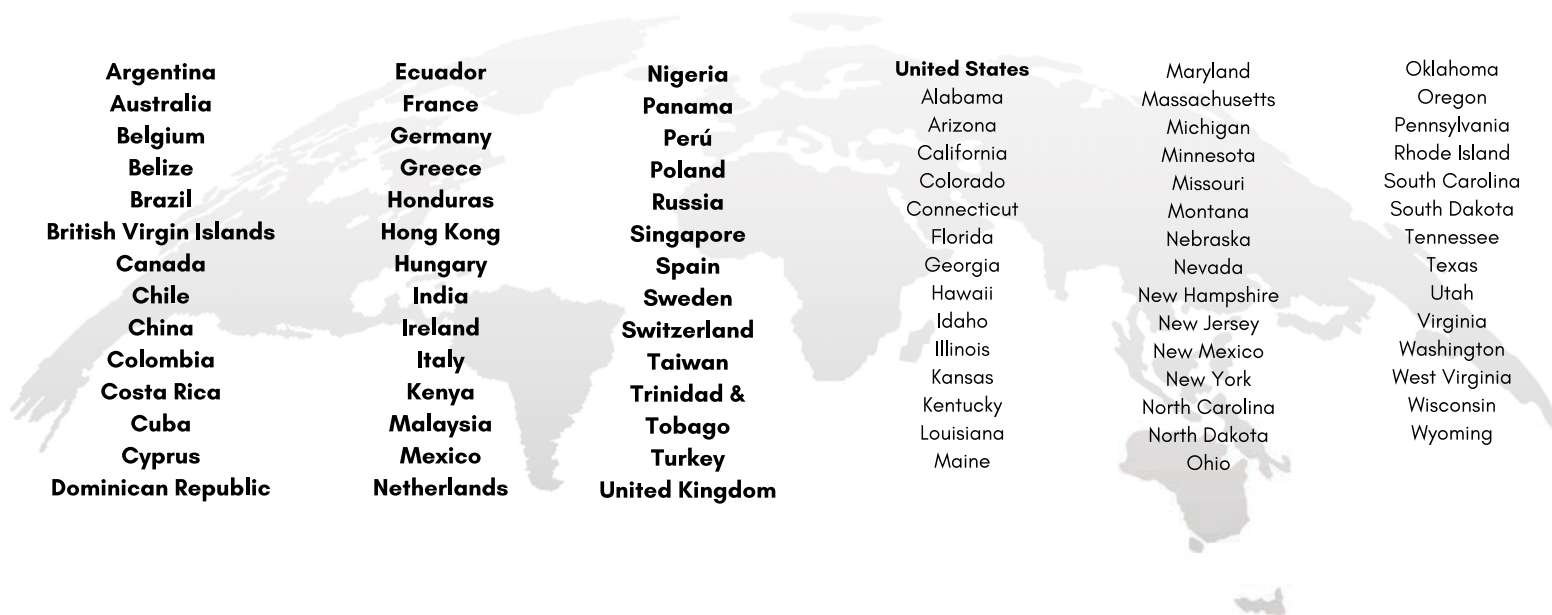 Argentina
Australia
Belgium
Belize
Brazil
British Virgin Islands
Canada
Chile
China
Colombia
Costa Rica
Cuba
Cyprus
Dominican Republic
Ecuador
France
Germany
Greece
Honduras
Hong Kong
Hungary
India
Ireland
Italy
Kenya
Malaysia
Mexico
Netherlands
Nigeria
Panama
Perú
Poland
Russia
Singapore
Spain
Sweden
Switzerland
Taiwan
Trinidad &
Tobago
Turkey
United Kingdom
United States
Alabama
Arizona
California
Colorado
Connecticut
Florida
Georgia
Hawaii
Idaho
Illinois
Kansas
Kentucky
Louisiana
Maine
Maryland
Massachusetts
Michigan
Minnesota
Missouri
Montana
Nebraska
Nevada
New Hampshire
New Jersey
New Mexico
New York
North Carolina
North Dakota
Ohio
Oklahoma
Oregon
Pennsylvania
Rhode Island
South Carolina
South Dakota
Tennessee
Texas
Utah
Virginia
Washington
West Virginia
Wisconsin
Wyoming